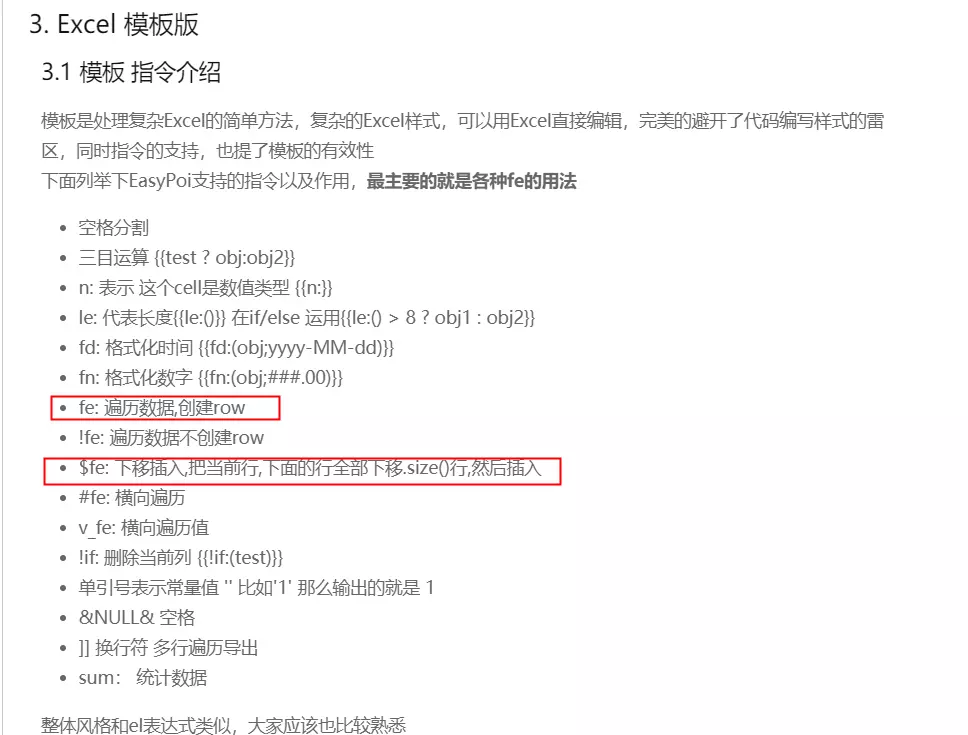 3. Excel 模板版
3.1 模板 指令介绍
模板是处理复杂Excel的简单方法，复杂的Excel样式，可以用Excel直接编辑，完美的避开了代码编写样式的雷
区，同时指令的支持，也提了模板的有效性
下面列举下EasyPoi支持的指令以及作用，最主要的就是各种fe的用法
• 空格分割
• 三目运算 {{test ? obj:obj2}}
• n: 表示 这个cell是数值类型 {{n:}}
• le: 代表长度{{le:()}} 在if/else 运用{{le:() > 8 ? obj1 : obj2}}
• fd: 格式化时间 {{fd:(obj;yyyy-MM-dd)}}
• fn: 格式化数字 {{fn:(obj;###.00)}}
• fe: 遍历数据,创建row
• !fe: 遍历数据不创建row
• $fe: 下移插入,把当前行,下面的行全部下移.size()行,然后插入
• #fe: 横向遍历
• v_fe: 横向遍历值
• !if: 删除当前列 {{!if:(test)}}
• 单引号表示常量值 '' 比如'1' 那么输出的就是 1
• &NULL& 空格
• ]] 换行符 多行遍历导出
• sum： 统计数据
整体风格和el表达式类似，大家应该也比较熟悉